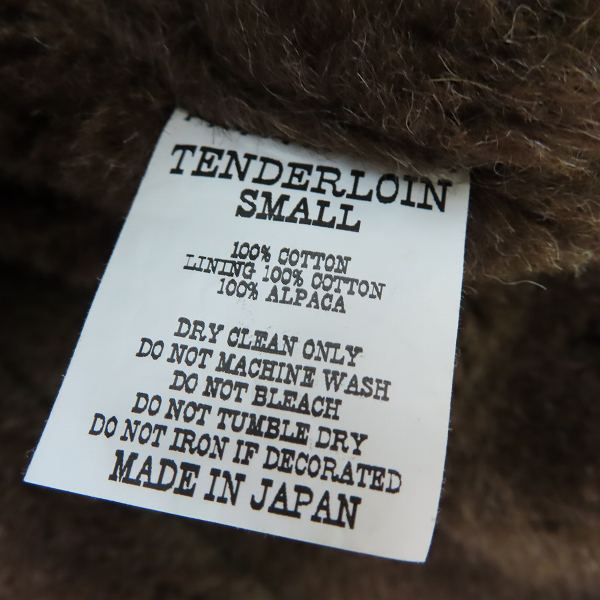 TENDERLOIN
SMALL
100% COTTON
LINING 100% COTTON
100% ALPACA
DRY CLEAN ONLY
DO NOT MACHINE WASH
DO NOT BLEACH
DO NOT TUMBLE DRY
DO NOT IRON IF DECORATED
MADE IN JAPAN